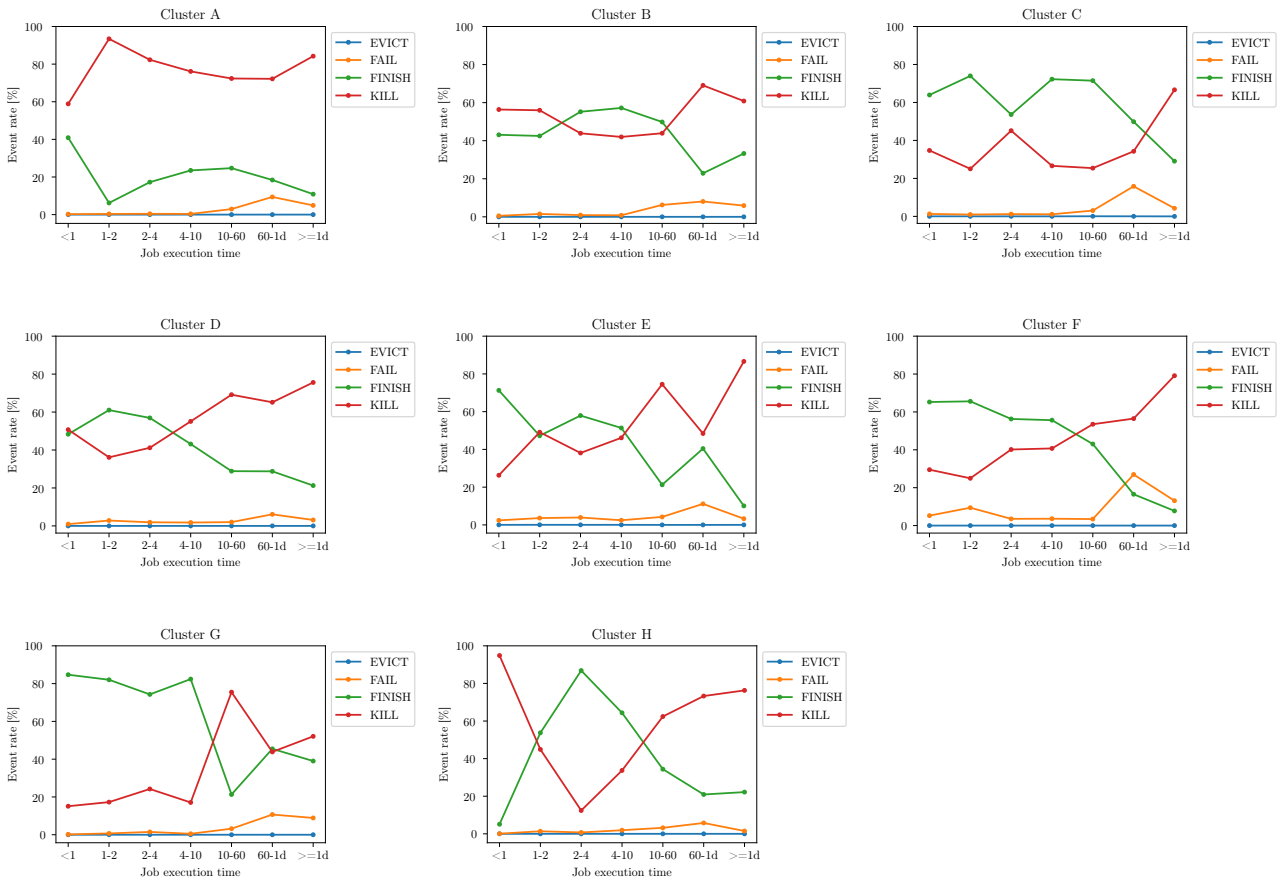 Cluster A
100
80
60
40
20
0
Event rate [%]
<1 1-2 2-4 4-10 10-60 60-1d >=1d
Job execution time
EVICT
FAIL
FINISH
KILL
Cluster B
100
80
60
40
20
0
Event rate [%]
<1 1-2 2-4 4-10 10-60 60-1d >=1d
Job execution time
EVICT
FAIL
FINISH
KILL
Cluster C
100
80
60
40
20
0
Event rate [%]
<1 1-2 2-4 4-10 10-60 60-1d >=1d
Job execution time
EVICT
FAIL
FINISH
KILL
Cluster D
100
80
60
40
20
0
Event rate [%]
<1 1-2 2-4 4-10 10-60 60-1d >=1d
Job execution time
EVICT
FAIL
FINISH
KILL
Cluster E
100
80
60
40
20
0
Event rate [%]
<1 1-2 2-4 4-10 10-60 60-1d >=1d
Job execution time
EVICT
FAIL
FINISH
KILL
Cluster F
100
80
60
40
20
0
Event rate [%]
<1 1-2 2-4 4-10 10-60 60-1d >=1d
Job execution time
EVICT
FAIL
FINISH
KILL
Cluster G
100
80
60
40
20
0
Event rate [%]
<1 1-2 2-4 4-10 10-60 60-1d >=1d
Job execution time
EVICT
FAIL
FINISH
KILL
Cluster H
100
80
60
40
20
0
Event rate [%]
<1 1-2 2-4 4-10 10-60 60-1d >=1d
Job execution time
EVICT
FAIL
FINISH
KILL